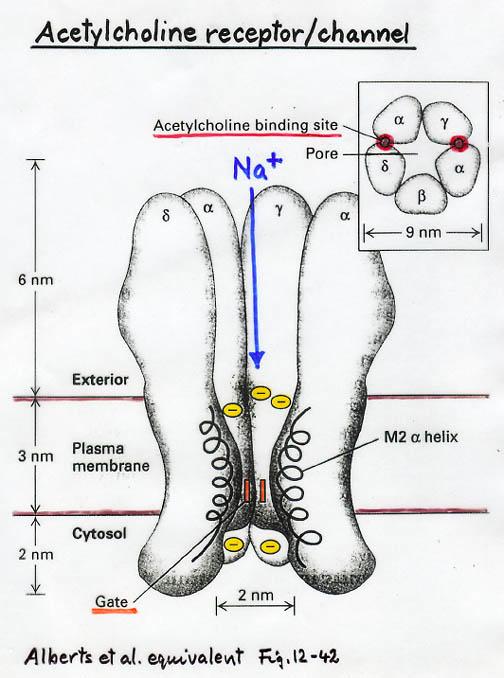 Acetylcholine receptor/channel
Acetylcholine binding site
Pore
α
γ
δ
α
β
9 nm
Na+
δ
α
γ
α
6 nm
Exterior
3 nm
Plasma
membrane
M2 α helix
Cytosol
2 nm
Gate
2 nm
Alberts et al. equivalent Fig. 12-42